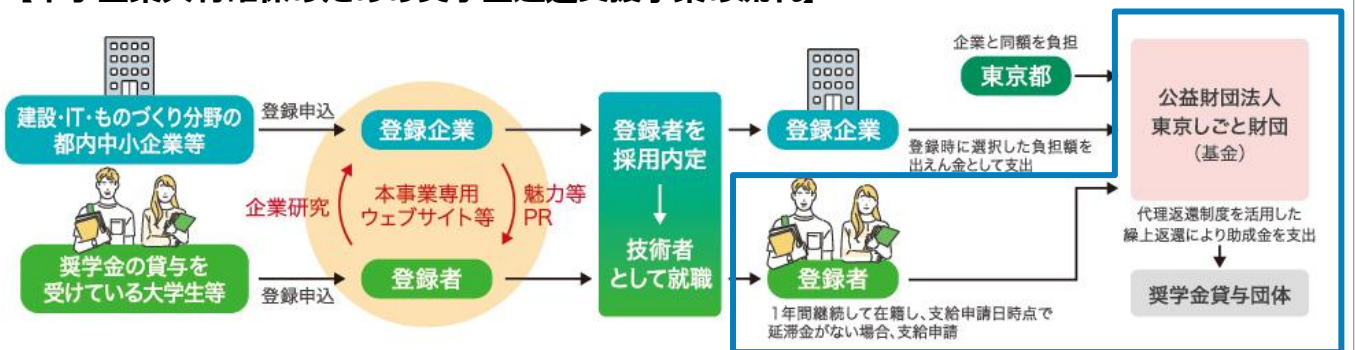 企業と同額を負担
東京都
建設・IT・ものづくり分野の
都内中小企業等
登録申込
登録企業
企業研究
本事業専用
ウェブサイト等
魅力等
PR
奨学金の貸与を
受けている大学生等
登録申込
登録者
登録者を
採用内定
技術者
として就職
登録企業
登録時に選択した負担額を
出えん金として支出
登録者
1年間継続して在籍し、支給申請日時点で
延滞金がない場合、支給申請
公益財団法人
東京しごと財団
(基金)
代理返還制度を活用した
繰上返還により助成金を支出
奨学金貸与団体